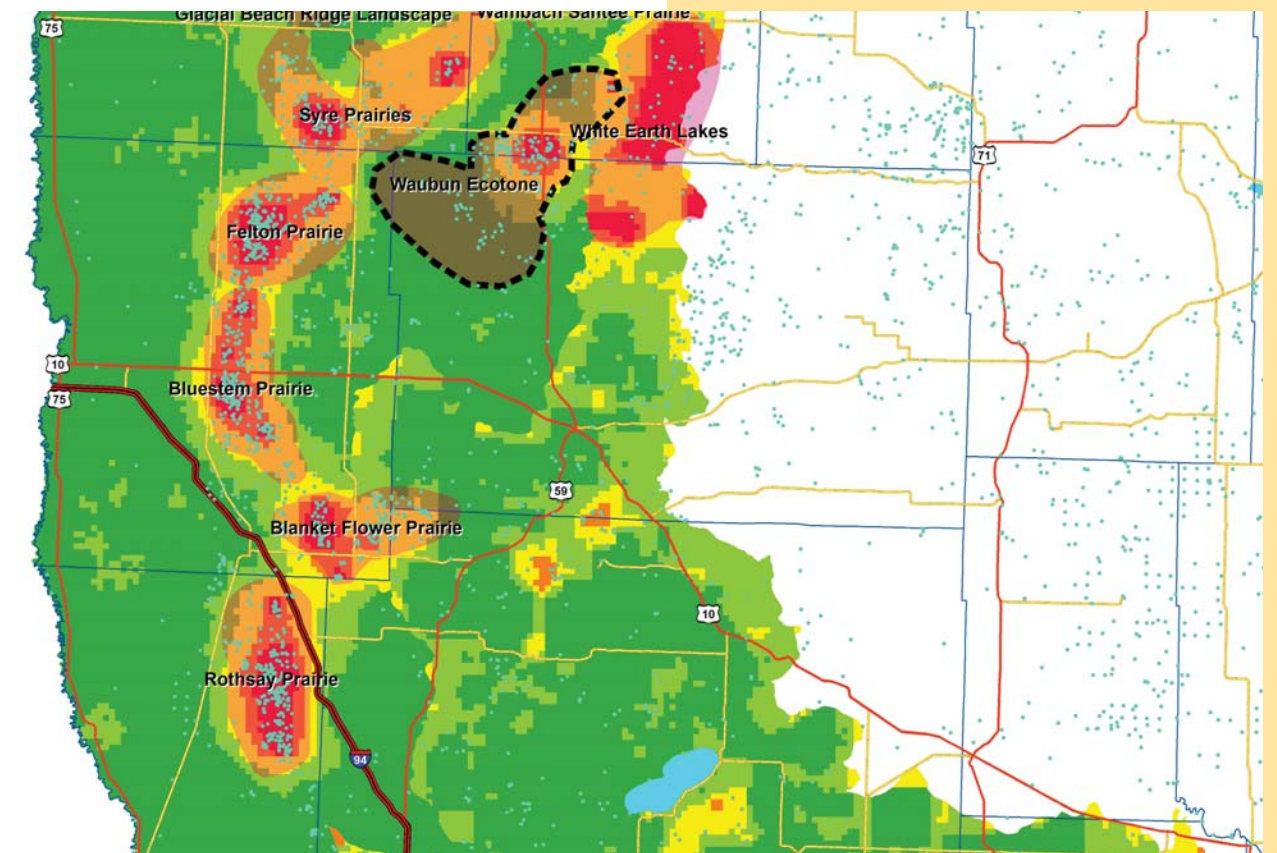 Glacial Beach Ridge Landscape
Wambach Santee Prairie
75
Syre Prairies
White Earth Lakes
71
Waubun Ecotone
Felton Prairie
10
75
Bluestem Prairie
59
Blanket Flower Prairie
10
Rothsay Prairie
94